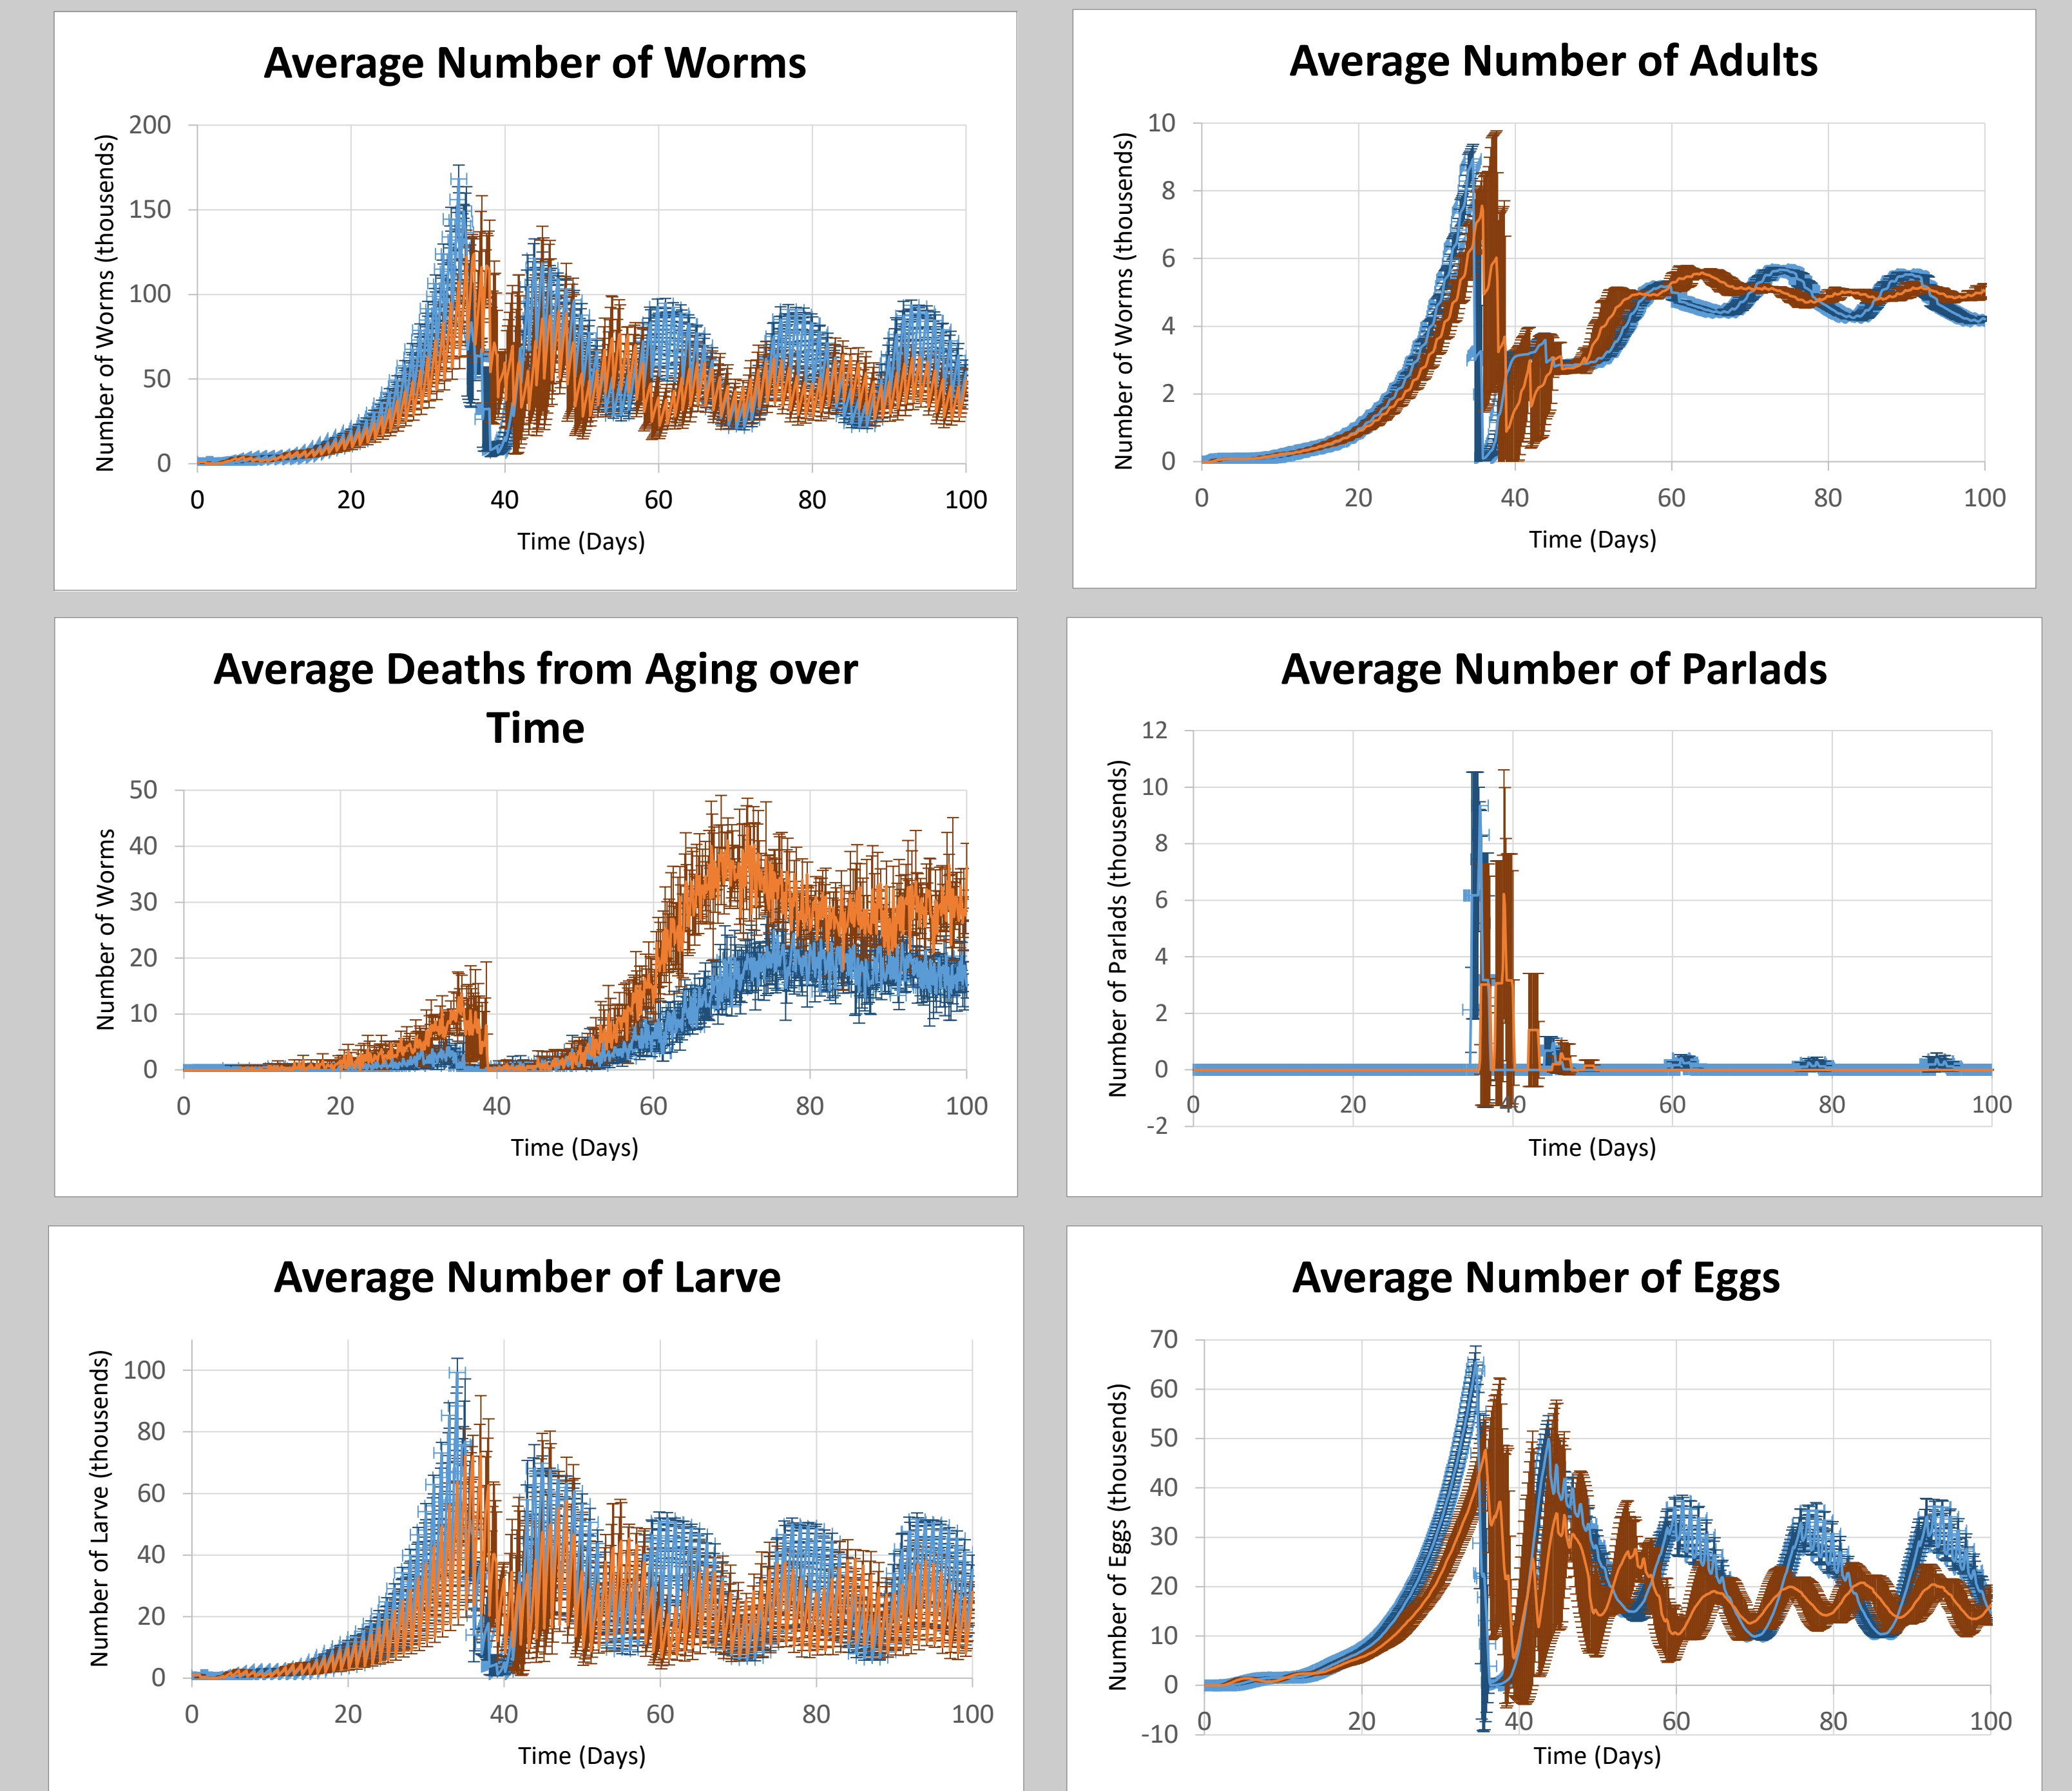 Average Number of Worms
Number of Worms (thousends)
200
150
100
50
0
0 20 40 60 80 100
Time (Days)
Average Number of Adults
Number of Worms (thousends)
10
8
6
4
2
0
0 20 40 60 80 100
Time (Days)
Average Deaths from Aging over
Time
Number of Worms
50
40
30
20
10
0
0 20 40 60 80 100
Time (Days)
Average Number of Parlads
Number of Parlads (thousends)
12
10
8
6
4
2
0
-2
0 20 40 60 80 100
Time (Days)
Average Number of Larve
Number of Larve (thousends)
100
80
60
40
20
0
0 20 40 60 80 100
Time (Days)
Average Number of Eggs
Number of Eggs (thousends)
70
60
50
40
30
20
10
0
-10
0 20 40 60 80 100
Time (Days)